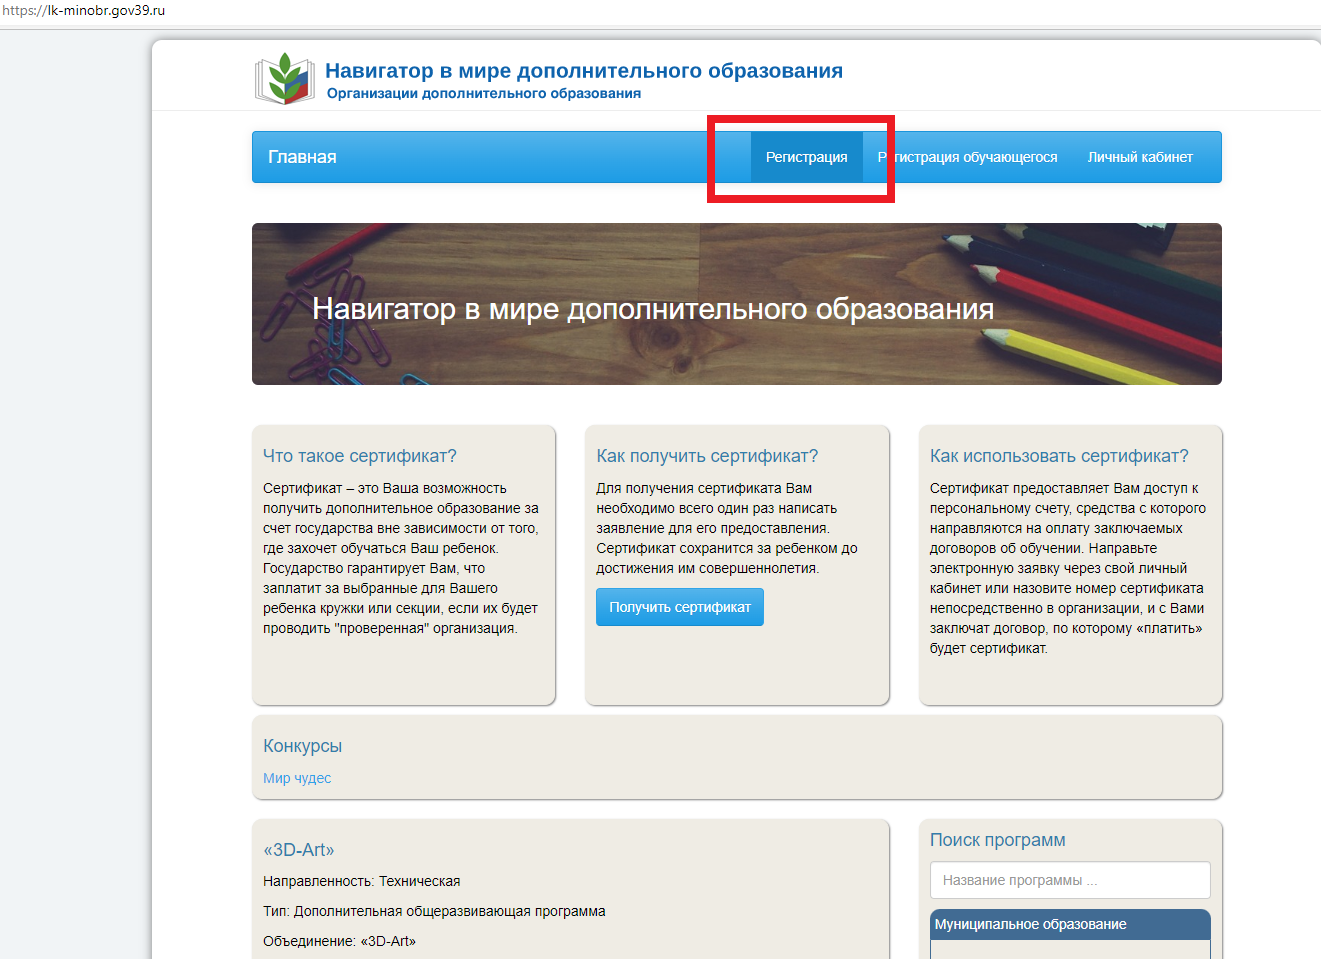 https://lk-minobr.gov39.ru
Навигатор в мире дополнительного образования
Организации дополнительного образования
Главная
Регистрация
Регистрация обучающегося
Личный кабинет
Навигатор в мире дополнительного образования
Что такое сертификат?
Сертификат – это Ваша возможность
получить дополнительное образование за
счет государства вне зависимости от того,
где захочет обучаться Ваш ребенок.
Государство гарантирует Вам, что
заплатит за выбранные для Вашего
ребенка кружки или секции, если их будет
проводить "проверенная" организация.
Как получить сертификат?
Для получения сертификата Вам
необходимо всего один раз написать
заявление для его предоставления.
Сертификат сохранится за ребенком до
достижения им совершеннолетия.
Получить сертификат
Как использовать сертификат?
Сертификат предоставляет Вам доступ к
персональному счету, средства с которого
направляются на оплату заключаемых
договоров об обучении. Направьте
электронную заявку через свой личный
кабинет или назовите номер сертификата
непосредственно в организации, и с Вами
заключат договор, по которому «платить»
будет сертификат.
Конкурсы
Мир чудес
«3D-Art»
Направленность: Техническая
Тип: Дополнительная общеразвивающая программа
Объединение: «3D-Art»
Поиск программ
Название программы ...
Муниципальное образование